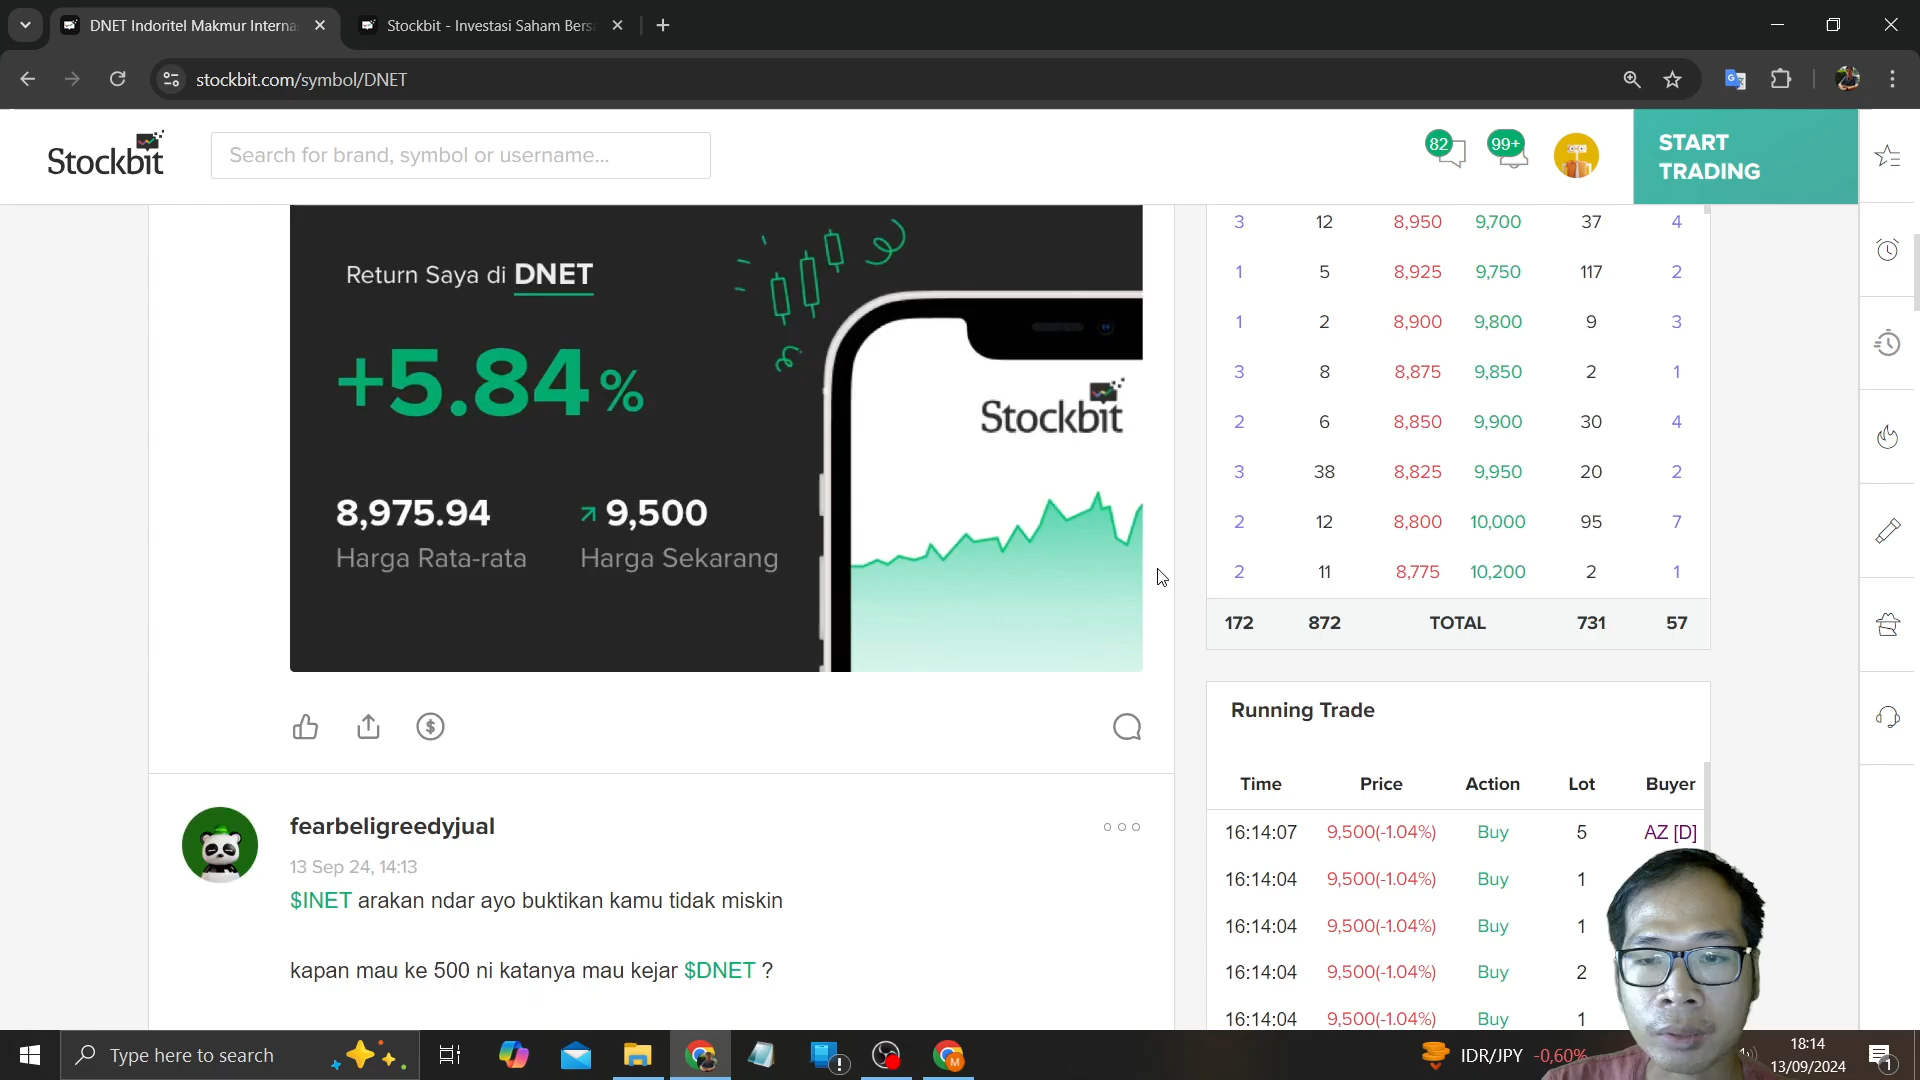 DNET Indoritel Makmur Interna
Stockbit - Investasi Saham Bers
stockbit.com/symbol/DNET
Stockbit
Search for brand, symbol or username...
82
99+
START
TRADING
Return Saya di DNET
+5.84%
8,975.94
9,500
Harga Rata-rata
Harga Sekarang
Stockbit
3 12 8,950 9,700 37 4
1 5 8,925 9,750 117 2
1 2 8,900 9,800 9 3
3 8 8,875 9,850 2 1
2 6 8,850 9,900 30 4
3 38 8,825 9,950 20 2
2 12 8,800 10,000 95 7
2 11 8,775 10,200 2 1
172 872 TOTAL 731 57
Running Trade
Time Price Action Lot Buyer
16:14:07 9,500(-1.04%) Buy 5 AZ [D]
16:14:04 9,500(-1.04%) Buy 1
16:14:04 9,500(-1.04%) Buy 1
16:14:04 9,500(-1.04%) Buy 2
16:14:04 9,500(-1.04%) Buy 1
fearbeligreedyjual
13 Sep 24, 14:13
$INET arakan ndar ayo buktikan kamu tidak miskin
kapan mau ke 500 ni katanya mau kejar $DNET ?
Type here to search
IDR/JPY -0,60%
18:14
13/09/2024
1